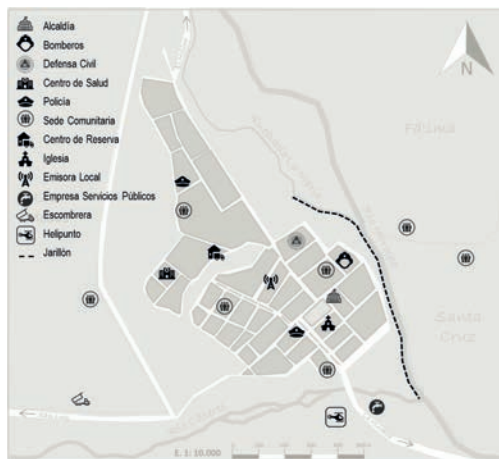 Alcaldía
Bomberos
Defensa Civil
Centro de Salud
Policía
Sede Comunitaria
Centro de Reserva
Iglesia
Emisora Local
Empresa Servicios Públicos
Escombrera
Helipunto
Jarillón
N
Santa
Cruz
E. 1: 10.000